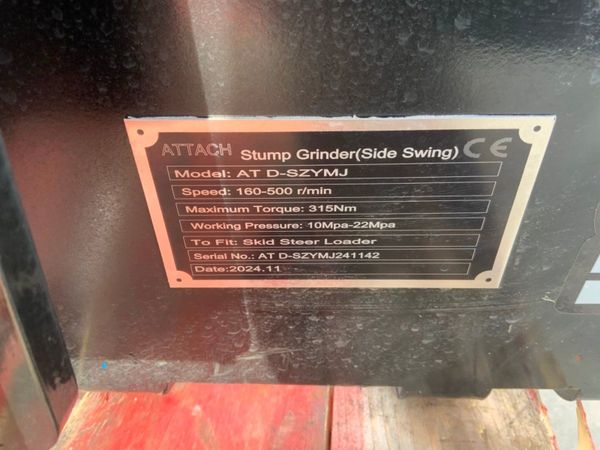 ATTACH Stump Grinder(Side Swing) CE
Model: AT D-SZYMJ
Speed: 160-500 r/min
Maximum Torque: 315Nm
Working Pressure: 10Mpa-22Mpa
To Fit: Skid Steer Loader
Serial No.: AT D-SZYMJ241142
Date:2024.11